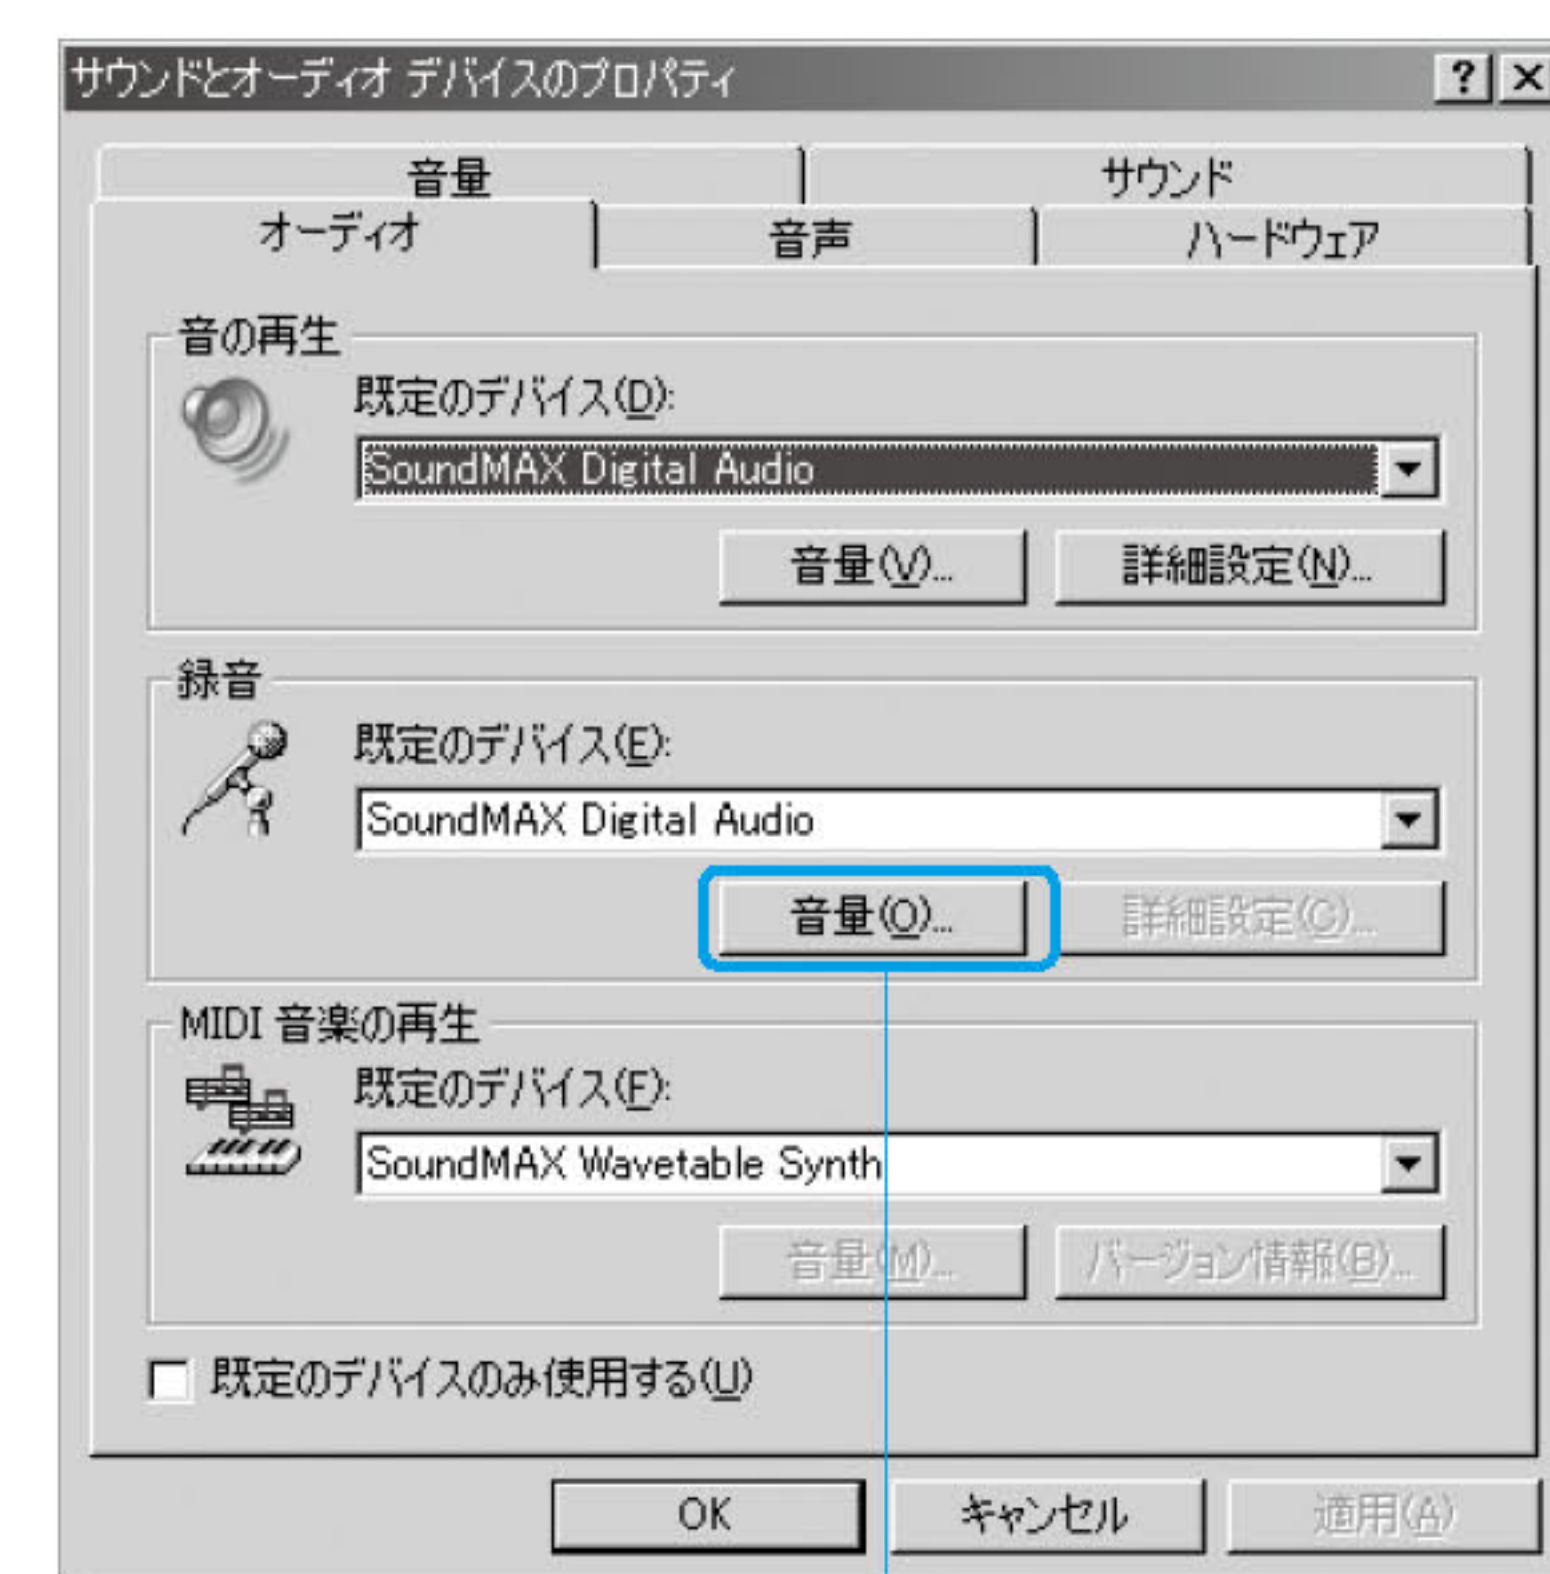 サウンドとオーディオ デバイスのプロパティ
音量 サウンド
オーディオ 音声 ハードウェア
音の再生
既定のデバイス(D):
SoundMAX Digital Audio
音量(V)... 詳細設定(N)...
録音
既定のデバイス(E):
SoundMAX Digital Audio
音量(O)... 詳細設定(C)...
MIDI 音楽の再生
既定のデバイス(F):
SoundMAX Wavetable Synth
音量(M)... バージョン情報(B)...
既定のデバイスのみ使用する(U)
OK キャンセル 適用(A)